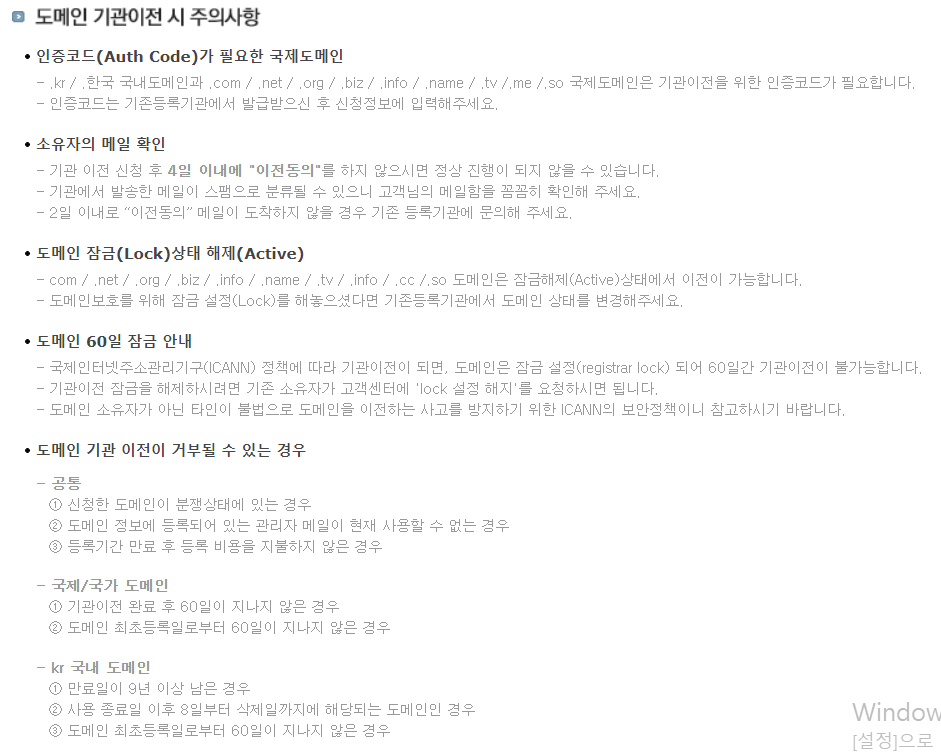 도메인 기관이전 시 주의사항
• 인증코드(Auth Code)가 필요한 국제도메인
- .kr / .한국 국내도메인과 .com / .net / .org / .biz / .info / .name / .tv /.me /.so 국제도메인은 기관이전을 위한 인증코드가 필요합니다.
- 인증코드는 기존등록기관에서 발급받으신 후 신청정보에 입력해주세요.
• 소유자의 메일 확인
- 기관 이전 신청 후 4일 이내에 "이전동의"를 하지 않으시면 정상 진행이 되지 않을 수 있습니다.
- 기관에서 발송한 메일이 스팸으로 분류될 수 있으니 고객님의 메일함을 꼼꼼히 확인해 주세요.
- 2일 이내로 “이전동의” 메일이 도착하지 않을 경우 기존 등록기관에 문의해 주세요.
• 도메인 잠금(Lock)상태 해제(Active)
- com / .net / .org / .biz / .info / .name / .tv / .info / .cc /.so 도메인은 잠금해제(Active)상태에서 이전이 가능합니다.
- 도메인보호를 위해 잠금 설정(Lock)를 해놓으셨다면 기존등록기관에서 도메인 상태를 변경해주세요.
• 도메인 60일 잠금 안내
- 국제인터넷주소관리기구(ICANN) 정책에 따라 기관이전이 되면, 도메인은 잠금 설정(registrar lock) 되어 60일간 기관이전이 불가능합니다.
- 기관이전 잠금을 해제하시려면 기존 소유자가 고객센터에 'lock 설정 해지'를 요청하시면 됩니다.
- 도메인 소유자가 아닌 타인이 불법으로 도메인을 이전하는 사고를 방지하기 위한 ICANN의 보안정책이니 참고하시기 바랍니다.
• 도메인 기관 이전이 거부될 수 있는 경우
- 공통
① 신청한 도메인이 분쟁상태에 있는 경우
② 도메인 정보에 등록되어 있는 관리자 메일이 현재 사용할 수 없는 경우
③ 등록기간 만료 후 등록 비용을 지불하지 않은 경우
- 국제/국가 도메인
① 기관이전 완료 후 60일이 지나지 않은 경우
② 도메인 최초등록일로부터 60일이 지나지 않은 경우
- kr 국내 도메인
① 만료일이 9년 이상 남은 경우
② 사용 종료일 이후 8일부터 삭제일까지에 해당되는 도메인인 경우
③ 도메인 최초등록일로부터 60일이 지나지 않은 경우
Window
[설정]으로